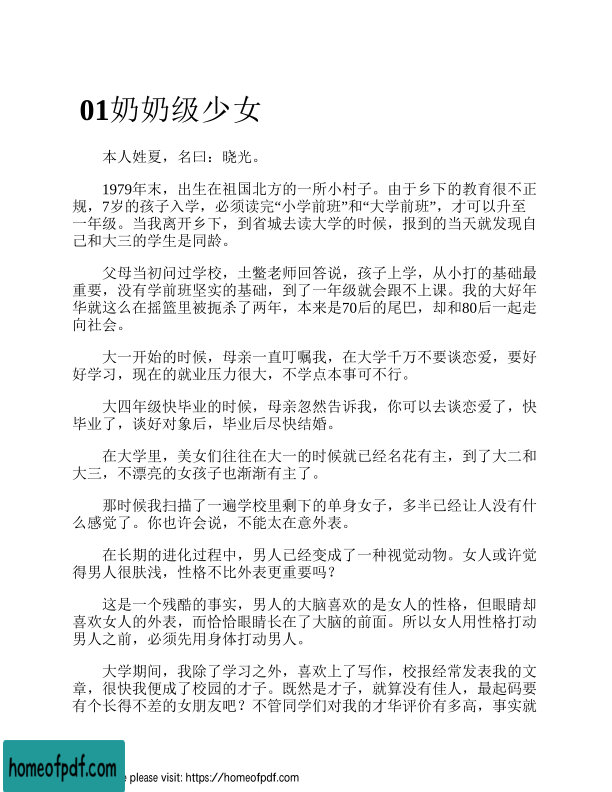 01奶奶级少女
本人姓夏，名曰：晓光。
1979年末，出生在祖国北方的一所小村子。由于乡下的教育很不正
规，7岁的孩子入学，必须读完“小学前班”和“大学前班”，才可以升至
一年级。当我离开乡下，到省城去读大学的时候，报到的当天就发现自
己和大三的学生是同龄。
父母当初问过学校，土鳖老师回答说，孩子上学，从小打的基础最
重要，没有学前班坚实的基础，到了一年级就会跟不上课。我的大好年
华就这么在摇篮里被扼杀了两年，本来是70后的尾巴，却和80后一起走
向社会。
大一开始的时候，母亲一直叮嘱我，在大学千万不要谈恋爱，要好
好学习，现在的就业压力很大，不学点本事可不行。
大四年级快毕业的时候，母亲忽然告诉我，你可以去谈恋爱了，快
毕业了，谈好对象后，毕业后尽快结婚。
在大学里，美女们往往在大一的时候就已经名花有主，到了大二和
大三，不漂亮的女孩子也渐渐有主了。
那时候我扫描了一遍学校里剩下的单身女子，多半已经让人没有什
么感觉了。你也许会说，不能太在意外表。
在长期的进化过程中，男人已经变成了一种视觉动物。女人或许觉
得男人很肤浅，性格不比外表更重要吗？
这是一个残酷的事实，男人的大脑喜欢的是女人的性格，但眼睛却
喜欢女人的外表，而恰恰眼睛长在了大脑的前面。所以女人用性格打动
男人之前，必须先用身体打动男人。
大学期间，我除了学习之外，喜欢上了写作，校报经常发表我的文
章，很快我便成了校园的才子。既然是才子，就算没有佳人，最起码要
有个长得不差的女朋友吧？不管同学们对我的才华评价有多高，事实就
homeofpdf.com
e please visit: https://homeofpdf.com